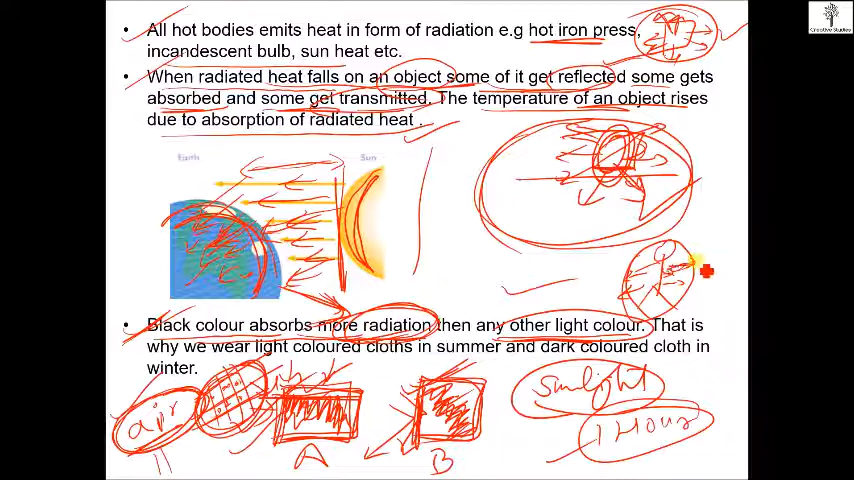 All hot bodies emits heat in form of radiation e.g hot iron press,
incandescent bulb, sun heat etc.
When radiated heat falls on an object some of it get reflected some gets
absorbed and some get transmitted. The temperature of an object rises
due to absorption of radiated heat .
Earth
Sun
Black colour absorbs more radiation then any other light colour. That is
why we wear light coloured cloths in summer and dark coloured cloth in
winter.
air
A
B
Sunlight
1 Hour
Creative Studies